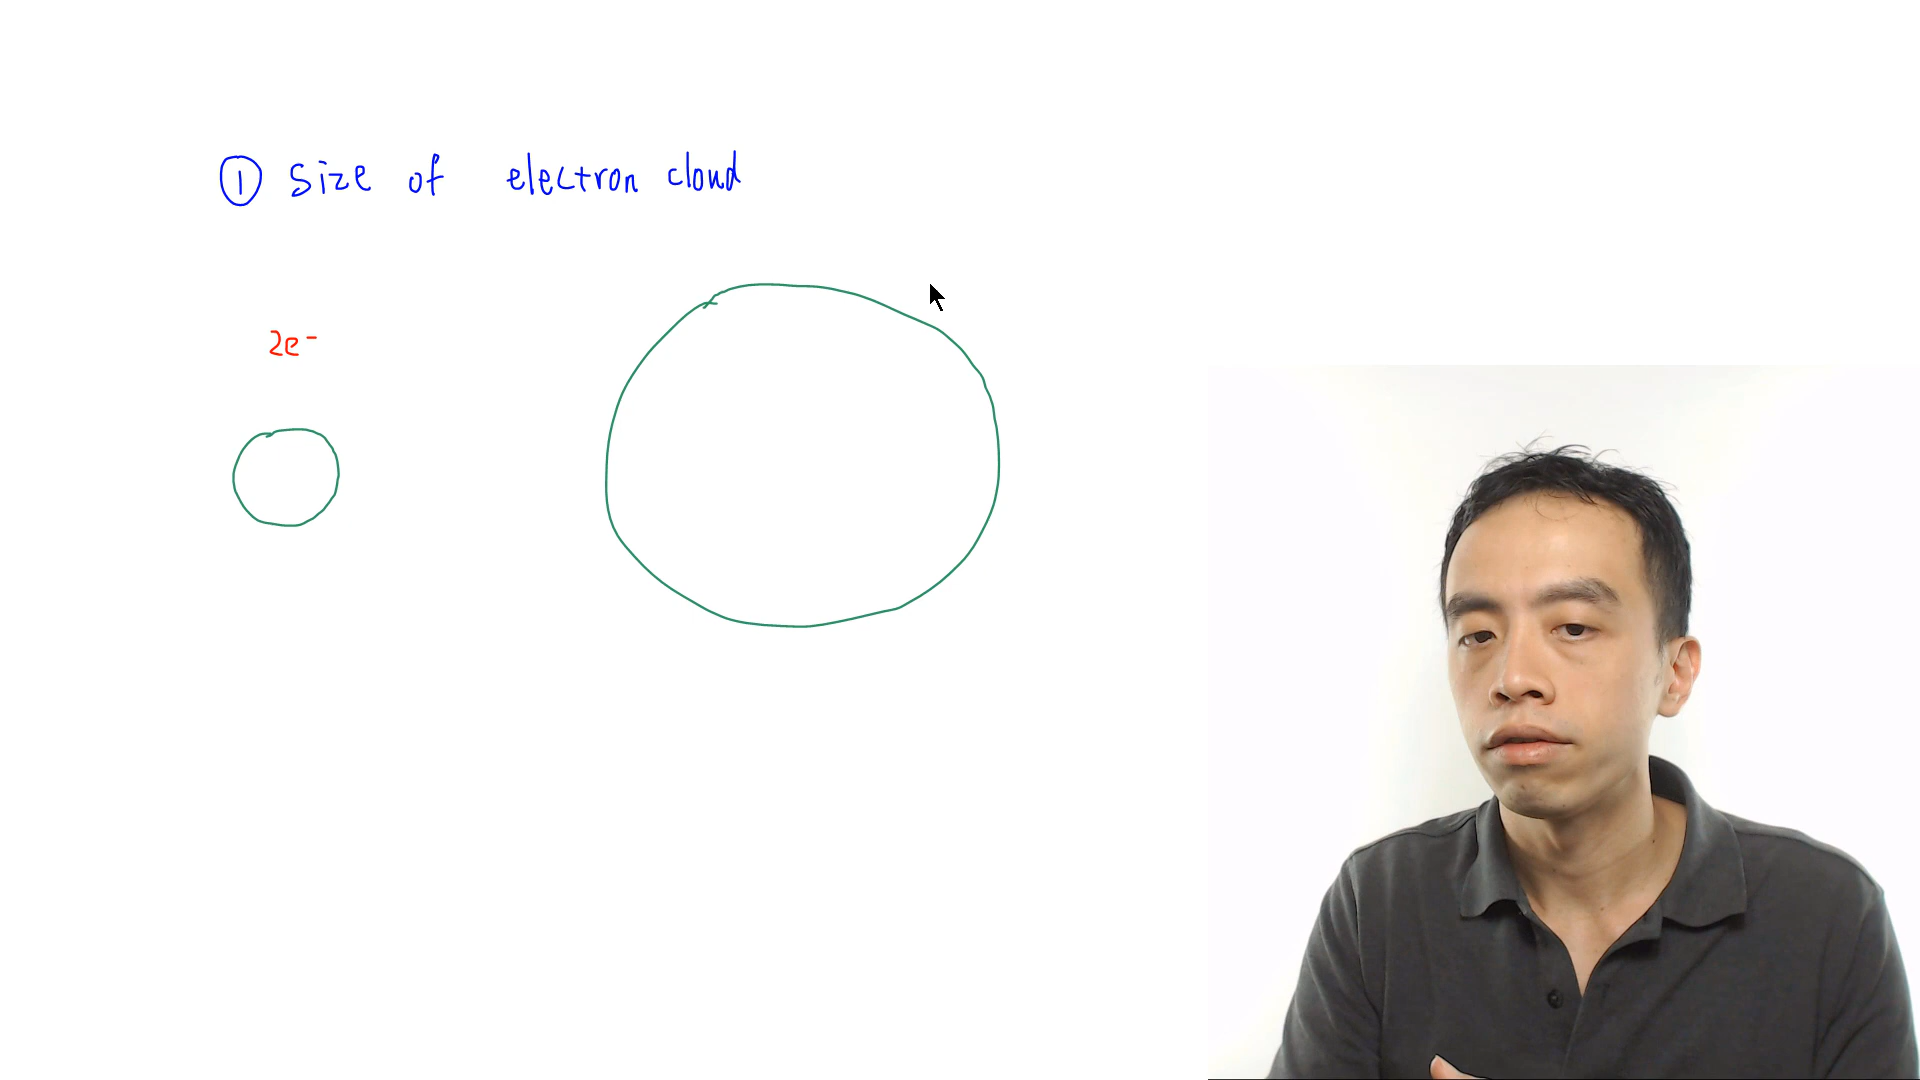 ① size of electron cloud
2e⁻